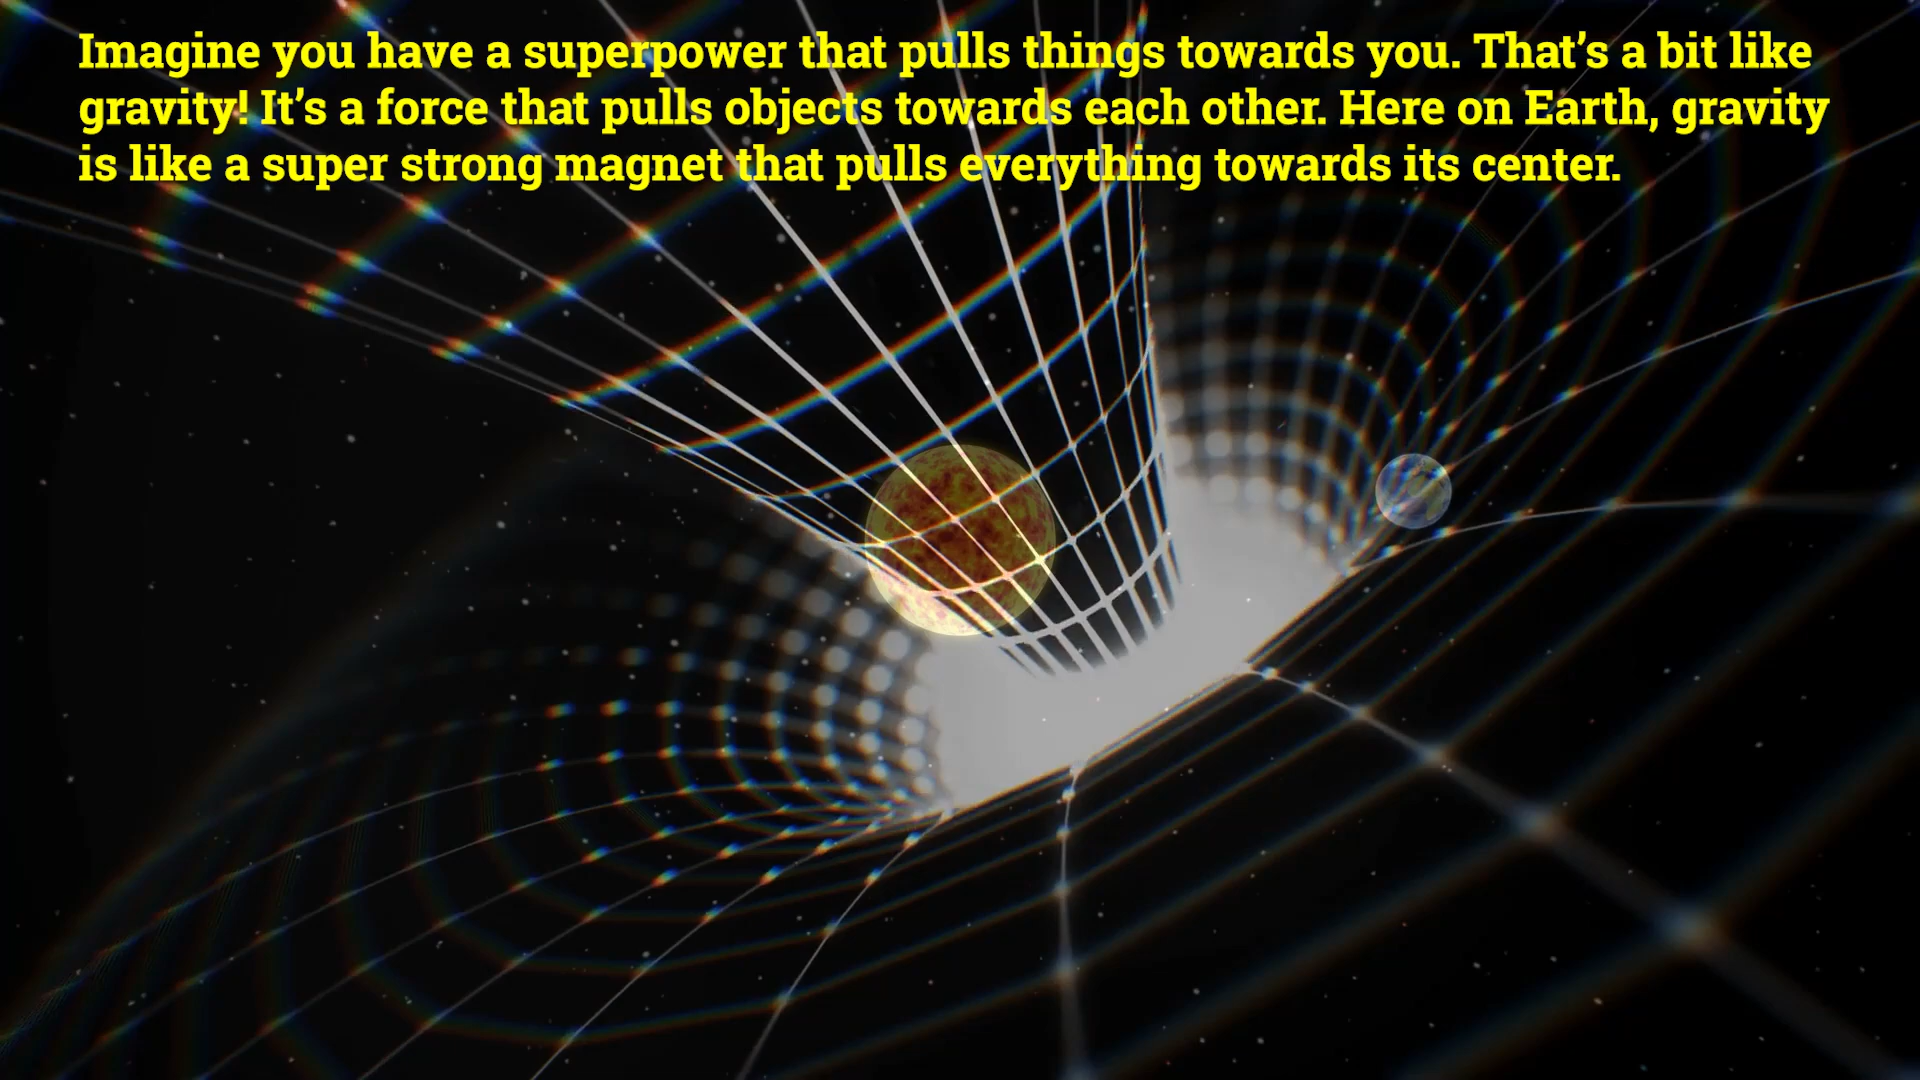 Imagine you have a superpower that pulls things towards you. That’s a bit like
gravity! It’s a force that pulls objects towards each other. Here on Earth, gravity
is like a super strong magnet that pulls everything towards its center.